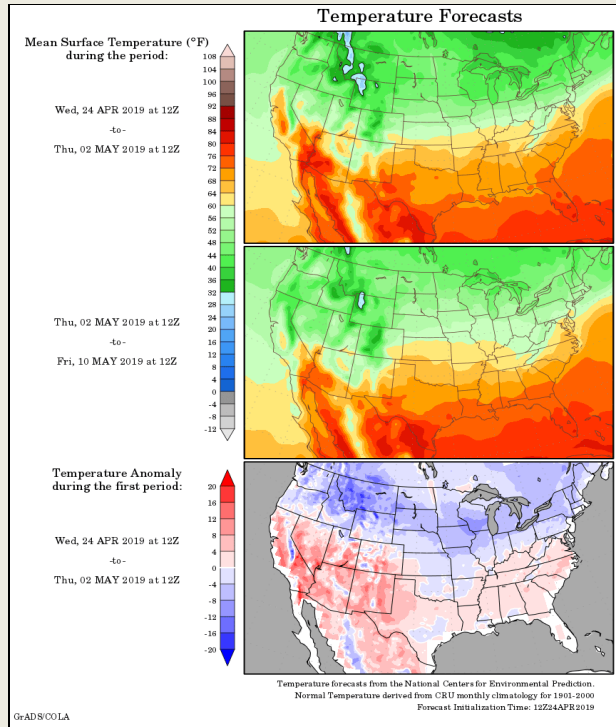 Temperature Forecasts
Mean Surface Temperature (°F)
during the period:
108
104
100
96
92
88
84
80
76
72
68
64
60
56
52
48
44
40
36
32
28
24
20
16
12
8
4
0
-4
-8
-12
Wed, 24 APR 2019 at 12Z
-to-
Thu, 02 MAY 2019 at 12Z
Thu, 02 MAY 2019 at 12Z
-to-
Fri, 10 MAY 2019 at 12Z
Temperature Anomaly
during the first period:
20
16
12
8
4
0
-4
-8
-12
-16
-20
Wed, 24 APR 2019 at 12Z
-to-
Thu, 02 MAY 2019 at 12Z
Temperature forecasts from the National Centers for Environmental Prediction.
Normal Temperature derived from CRU monthly climatology for 1901-2000
Forecast Initialization Time: 12Z24APR2019
GrADS/COLA